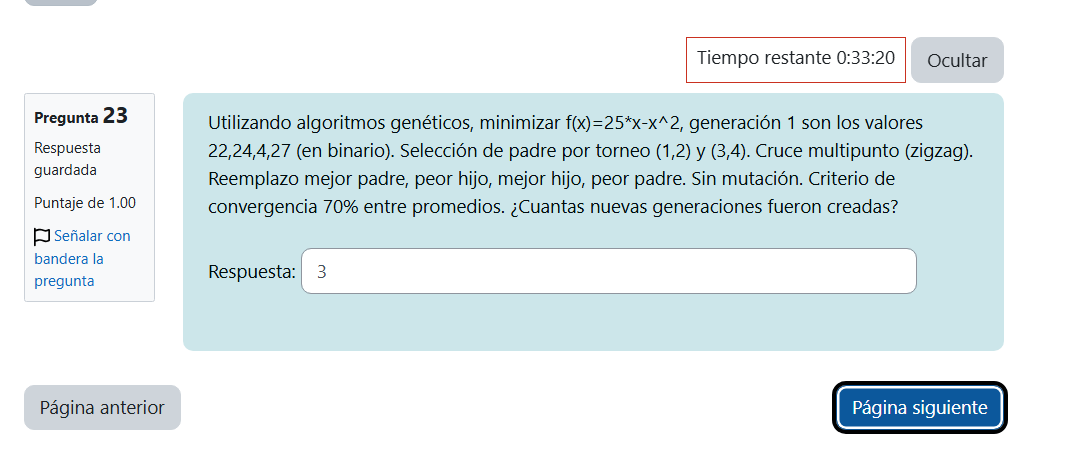 Tiempo restante 0:33:20
Ocultar
Pregunta 23
Respuesta
guardada
Puntaje de 1.00
Señalar con
bandera la
pregunta
Utilizando algoritmos genéticos, minimizar f(x)=25*x-x^2, generación 1 son los valores
22,24,4,27 (en binario). Selección de padre por torneo (1,2) y (3,4). Cruce multipunto (zigzag).
Reemplazo mejor padre, peor hijo, mejor hijo, peor padre. Sin mutación. Criterio de
convergencia 70% entre promedios. ¿Cuantas nuevas generaciones fueron creadas?
Respuesta: 3
Página anterior
Página siguiente